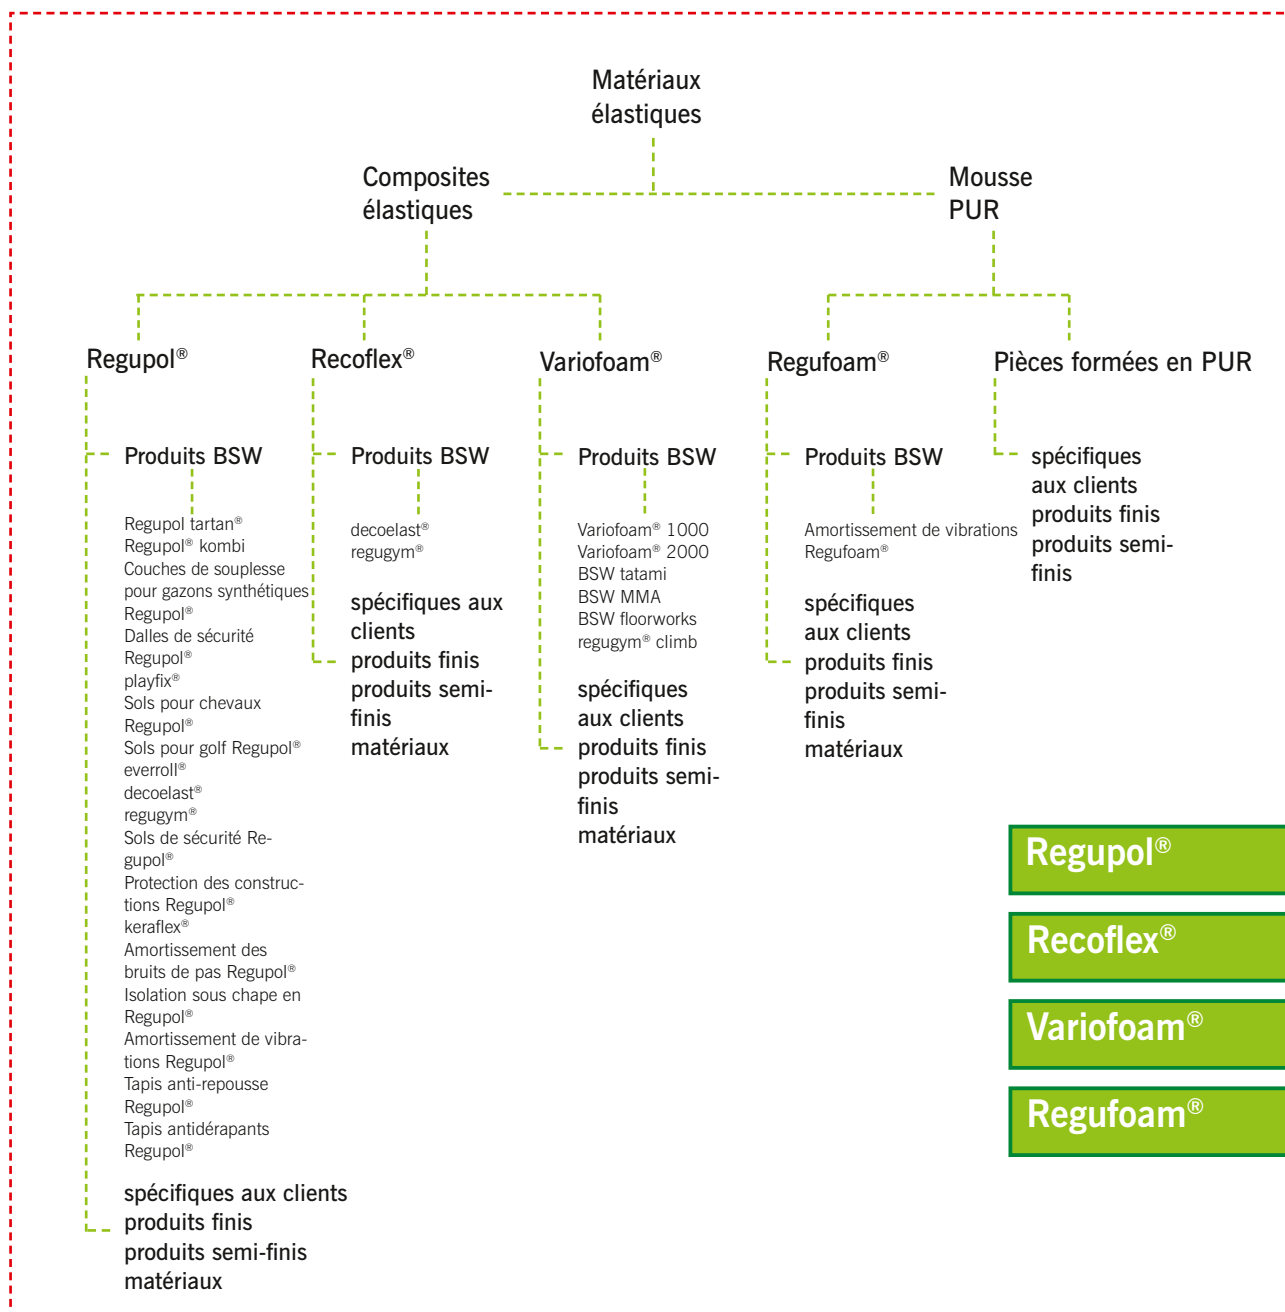 Matériaux
élastiques
Composites
élastiques
Mousse
PUR
Regupol®
Produits BSW
Regupol tartan®
Regupol® kombi
Couches de souplesse
pour gazons synthétiques
Regupol®
Dalles de sécurité
Regupol®
playfix®
Sols pour chevaux
Regupol®
Sols pour golf Regupol®
everroll®
decoelast®
regugym®
Sols de sécurité Re-
gupol®
Protection des construc-
tions Regupol®
keraflex®
Amortissement des
bruits de pas Regupol®
Isolation sous chape en
Regupol®
Amortissement de vibra-
tions Regupol®
Tapis anti-repousse
Regupol®
Tapis antidérapants
Regupol®
spécifiques aux clients
produits finis
produits semi-finis
matériaux
Recoflex®
Produits BSW
decoelast®
regugym®
spécifiques aux
clients
produits finis
produits semi-
finis
matériaux
Variofoam®
Produits BSW
Variofoam® 1000
Variofoam® 2000
BSW tatami
BSW MMA
BSW floorworks
regugym® climb
spécifiques
aux clients
produits finis
produits semi-
finis
matériaux
Regufoam®
Produits BSW
Amortissement de vibrations
Regufoam®
spécifiques
aux clients
produits finis
produits semi-
finis
matériaux
Pièces formées en PUR
spécifiques
aux clients
produits finis
produits semi-
finis
Regupol®
Recoflex®
Variofoam®
Regufoam®